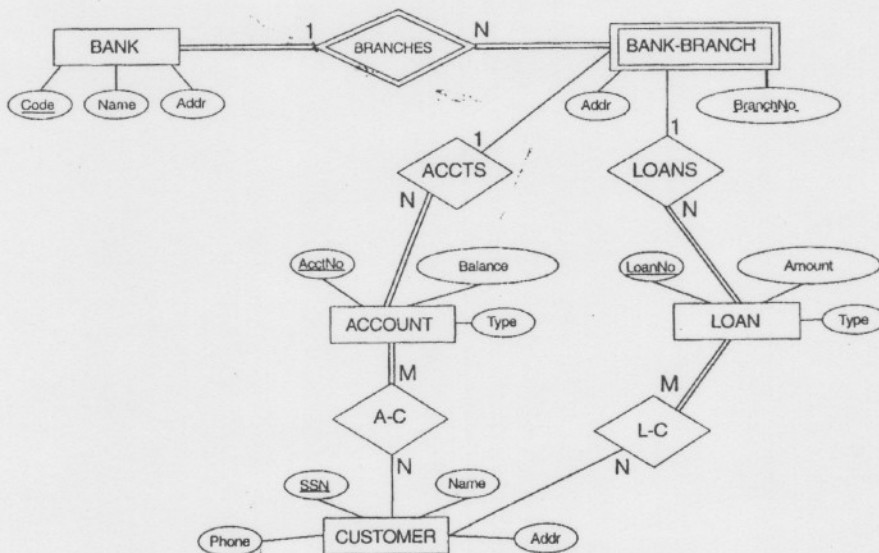 BANK 1 BRANCHES N BANK-BRANCH
Code Name Addr Addr BranchNo
1 ACCTS 1 LOANS
N N
AcctNo Balance LoanNo Amount
ACCOUNT Type LOAN Type
M M
A-C L-C
N N
SSN Name
Phone CUSTOMER Addr